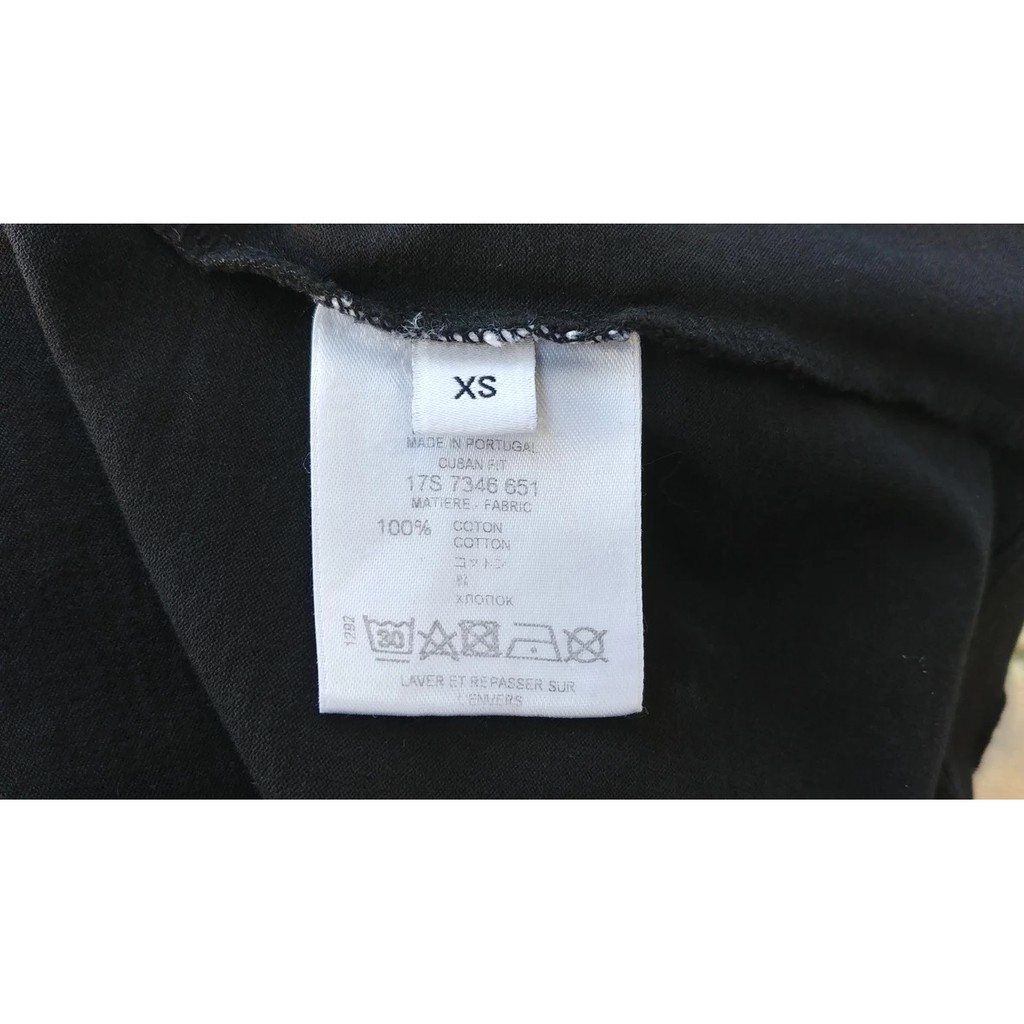 XS
MADE IN PORTUGAL
CUBAN FIT
17S 7346 651
MATIERE - FABRIC
100% COTON
COTTON
コットン
ХЛОПОК
1292
30
LAVER ET REPASSER SUR
L'ENVERS